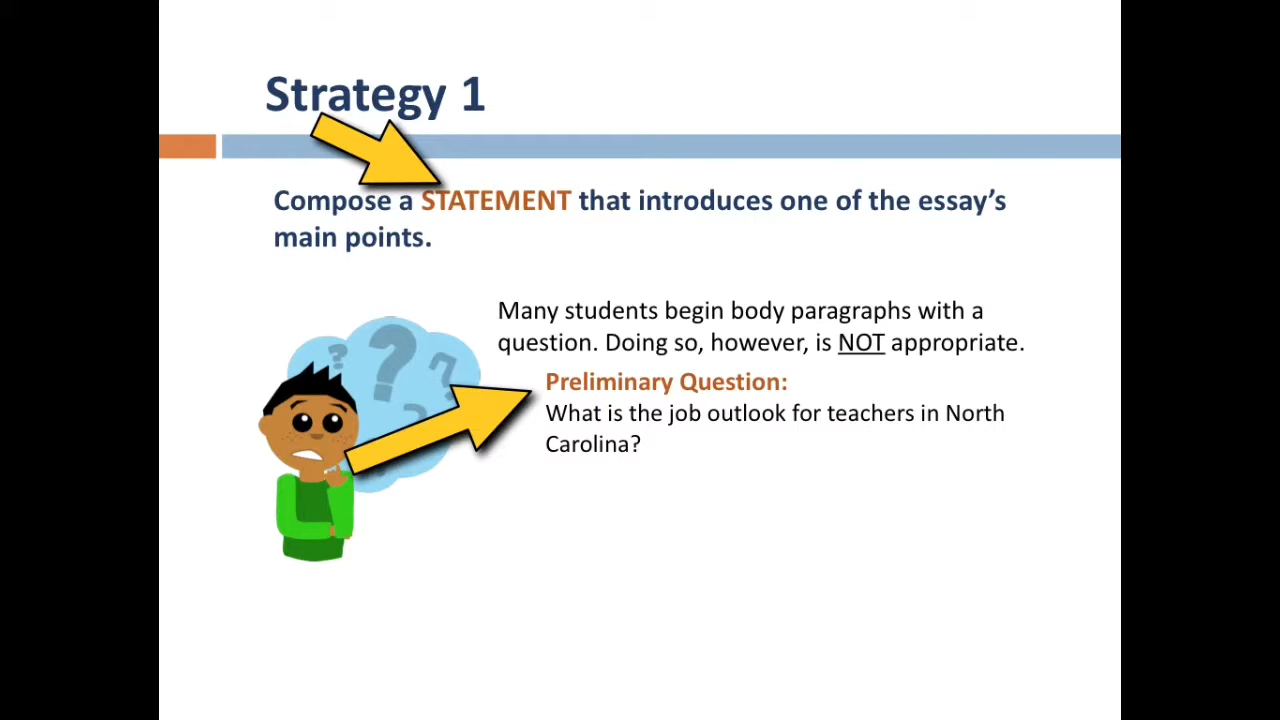 Strategy 1
Compose a STATEMENT that introduces one of the essay’s
main points.
Many students begin body paragraphs with a
question. Doing so, however, is NOT appropriate.
Preliminary Question:
What is the job outlook for teachers in North
Carolina?